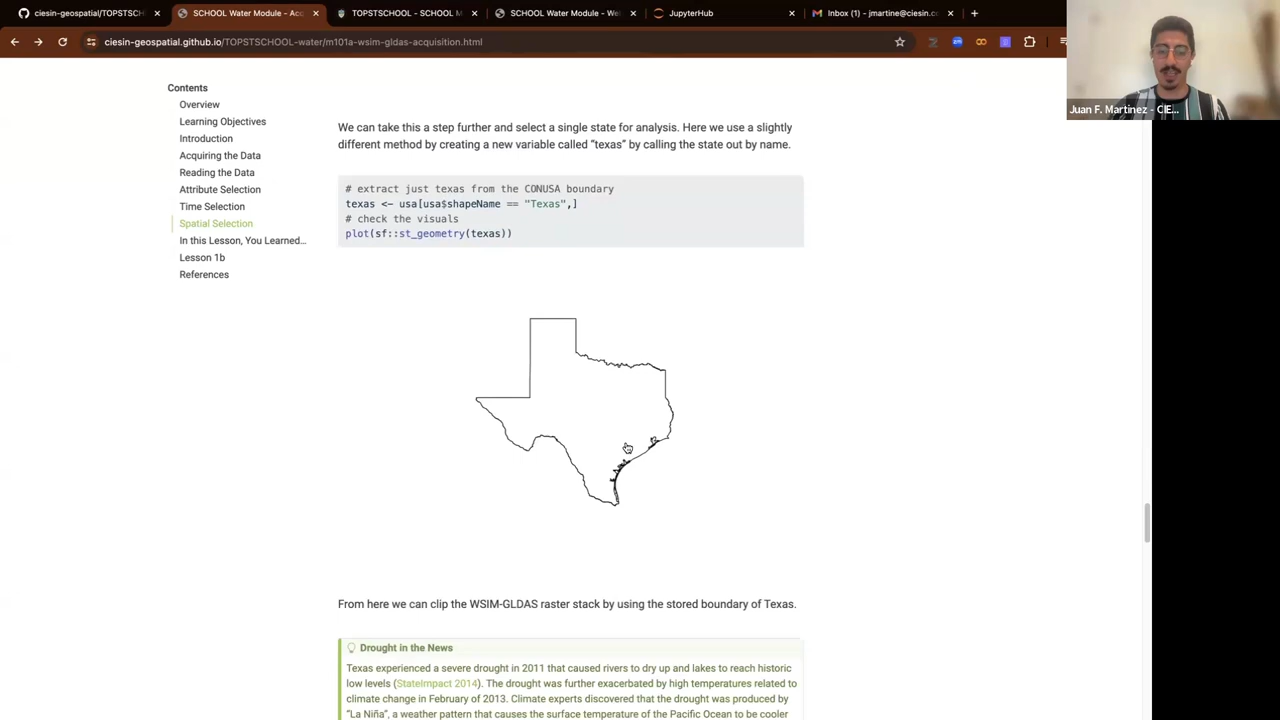 ciesin-geospatial/TOPSTSCH
SCHOOL Water Module - Acq
TOPSTSCHOOL - SCHOOL M
SCHOOL Water Module - Wel
JupyterHub
Inbox (1) - jmartine@ciesin.co
ciesin-geospatial.github.io/TOPSTSCHOOL-water/m101a-wsim-gldas-acquisition.html
Juan F. Martinez - CIE...
Contents
Overview
Learning Objectives
Introduction
Acquiring the Data
Reading the Data
Attribute Selection
Time Selection
Spatial Selection
In this Lesson, You Learned...
Lesson 1b
References
We can take this a step further and select a single state for analysis. Here we use a slightly
different method by creating a new variable called “texas” by calling the state out by name.
# extract just texas from the CONUSA boundary
texas <- usa[usa$shapeName == "Texas",]
# check the visuals
plot(sf::st_geometry(texas))
From here we can clip the WSIM-GLDAS raster stack by using the stored boundary of Texas.
Drought in the News
Texas experienced a severe drought in 2011 that caused rivers to dry up and lakes to reach historic
low levels (StateImpact 2014). The drought was further exacerbated by high temperatures related to
climate change in February of 2013. Climate experts discovered that the drought was produced by
“La Niña”, a weather pattern that causes the surface temperature of the Pacific Ocean to be cooler